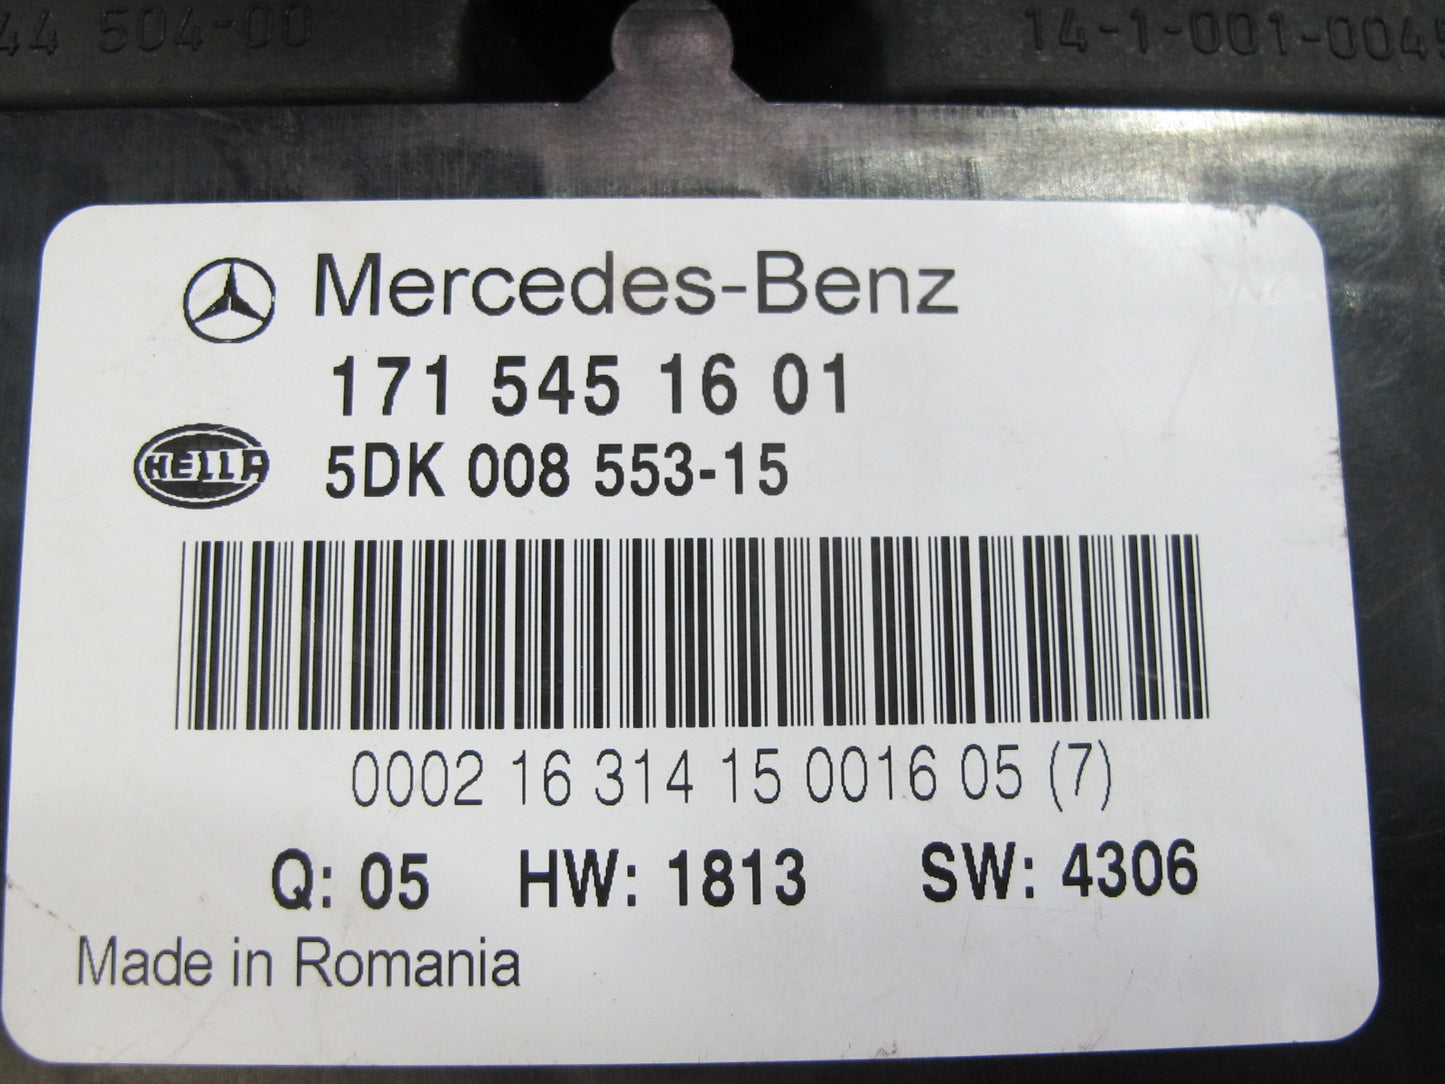 44 504-00
14-1-001-0045
Mercedes-Benz
171 545 16 01
HELLA
5DK 008 553-15
0002 16 314 15 0016 05 (7)
Q: 05 HW: 1813 SW: 4306
Made in Romania